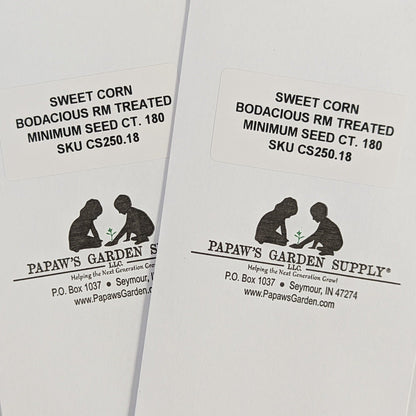 SWEET CORN
BODACIOUS RM TREATED
MINIMUM SEED CT. 180
SKU CS250.18
PAPAW'S GARDEN SUPPLY
LLC.
Helping the Next Generation Grow!
P.O. Box 1037 • Seymour,
www.PapawsGarden.
SWEET CORN
BODACIOUS RM TREATED
MINIMUM SEED CT. 180
SKU CS250.18
PAPAW'S GARDEN SUPPLY®
LLC.
Helping the Next Generation Grow!
P.O. Box 1037 • Seymour, IN 47274
www.PapawsGarden.com